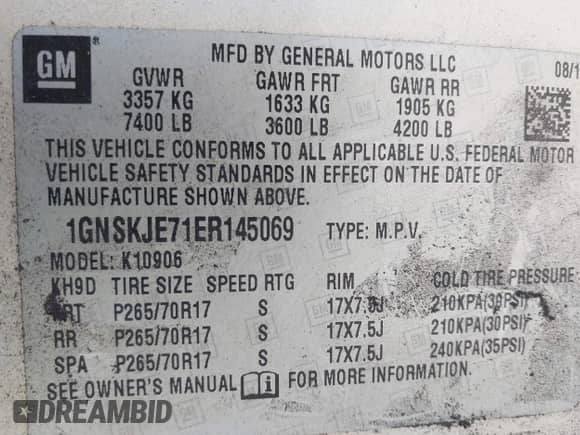 GM ®
MFD BY GENERAL MOTORS LLC
08/1
GVWR GAWR FRT GAWR RR
3357 KG 1633 KG 1905 KG
7400 LB 3600 LB 4200 LB
THIS VEHICLE CONFORMS TO ALL APPLICABLE U.S. FEDERAL MOTOR
VEHICLE SAFETY STANDARDS IN EFFECT ON THE DATE OF
MANUFACTURE SHOWN ABOVE.
1GNSKJE71ER145069 TYPE: M.P.V.
MODEL: K10906
KH9D TIRE SIZE SPEED RTG RIM COLD TIRE PRESSURE
FRT P265/70R17 S 17X7.5J 210KPA(30PSI)
RR P265/70R17 S 17X7.5J 210KPA(30PSI)
SPA P265/70R17 S 17X7.5J 240KPA(35PSI)
SEE OWNER'S MANUAL FOR MORE INFORMATION.
DREAMBID